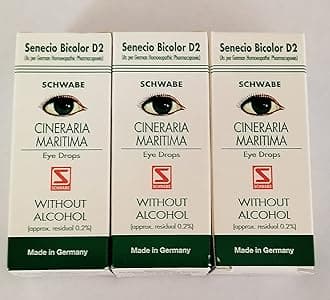 Senecio Bicolor D2
(As per German Homoeopathic Pharmacopoeia)
SCHWABE
CINERARIA
MARITIMA
Eye Drops
S
SCHWABE
WITHOUT
ALCOHOL
(approx. residual 0.2%)
Made in Germany
Senecio Bicolor D2
(As per German Homoeopathic Pharmacopoeia)
SCHWABE
CINERARIA
MARITIMA
Eye Drops
S
SCHWABE
WITHOUT
ALCOHOL
(approx. residual 0.2%)
Made in Germany
Senecio Bicolor D2
(As per German Homoeopathic Pharmacopoeia)
SCHWABE
CINERARIA
MARITIMA
Eye Drops
S
SCHWABE
WITHOUT
ALCOHOL
(approx. residual 0.2%)
Made in Germany